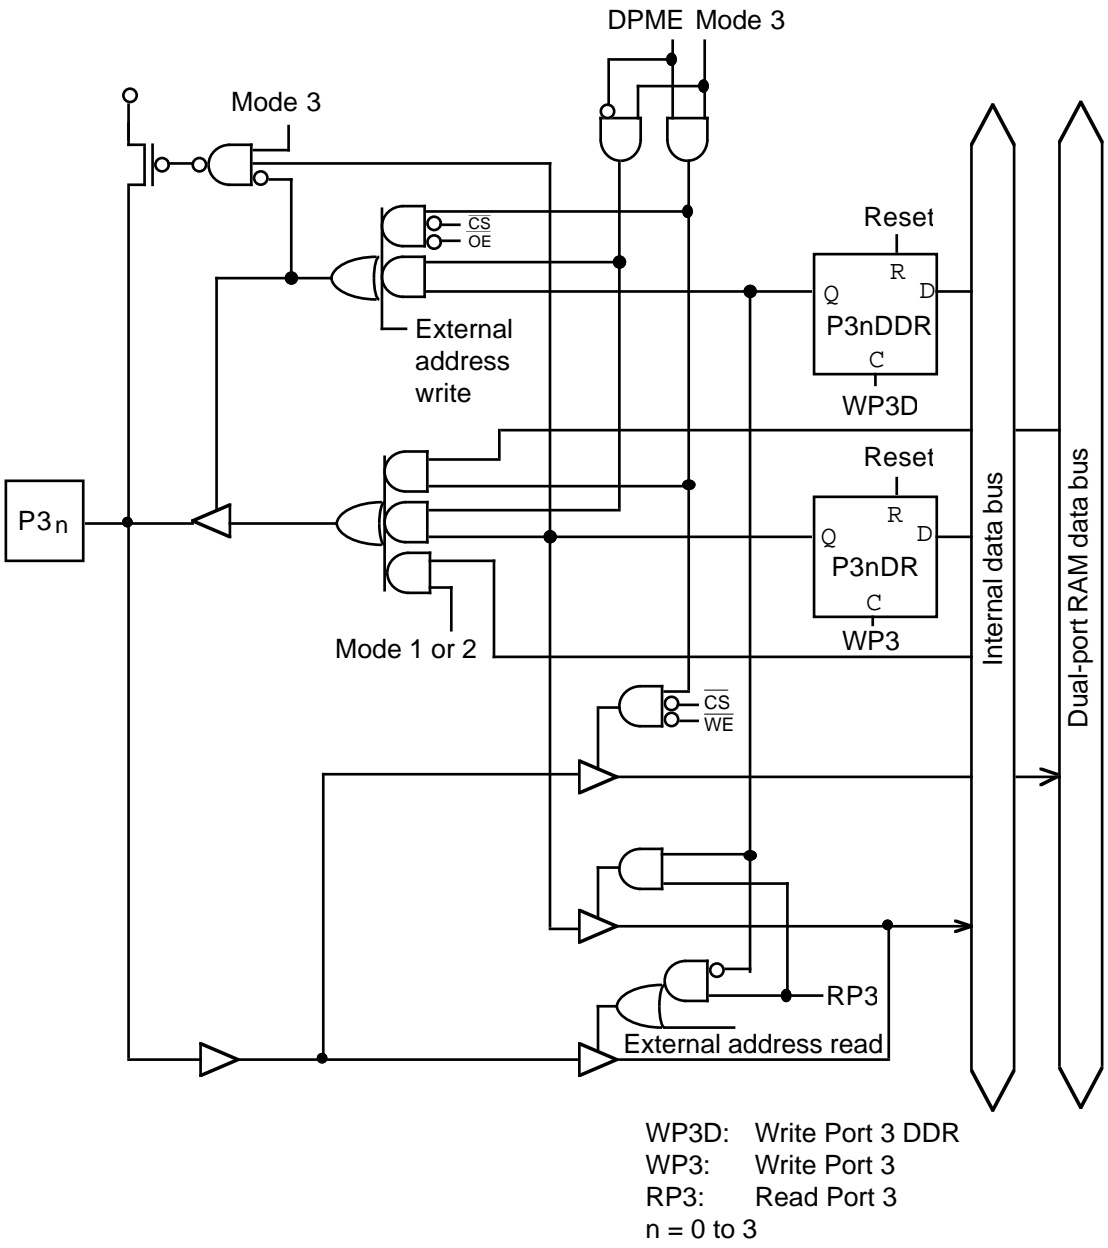 DPME Mode 3
Mode 3
CS
OE
Reset
R
Q D
P3nDDR
C
WP3D
External
address
write
Reset
R
Q D
P3nDR
C
WP3
P3n
Mode 1 or 2
Internal data bus
Dual-port RAM data bus
CS
WE
RP3
External address read
WP3D: Write Port 3 DDR
WP3: Write Port 3
RP3: Read Port 3
n = 0 to 3